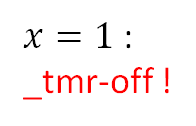 x = 1 :
_tmr-off !